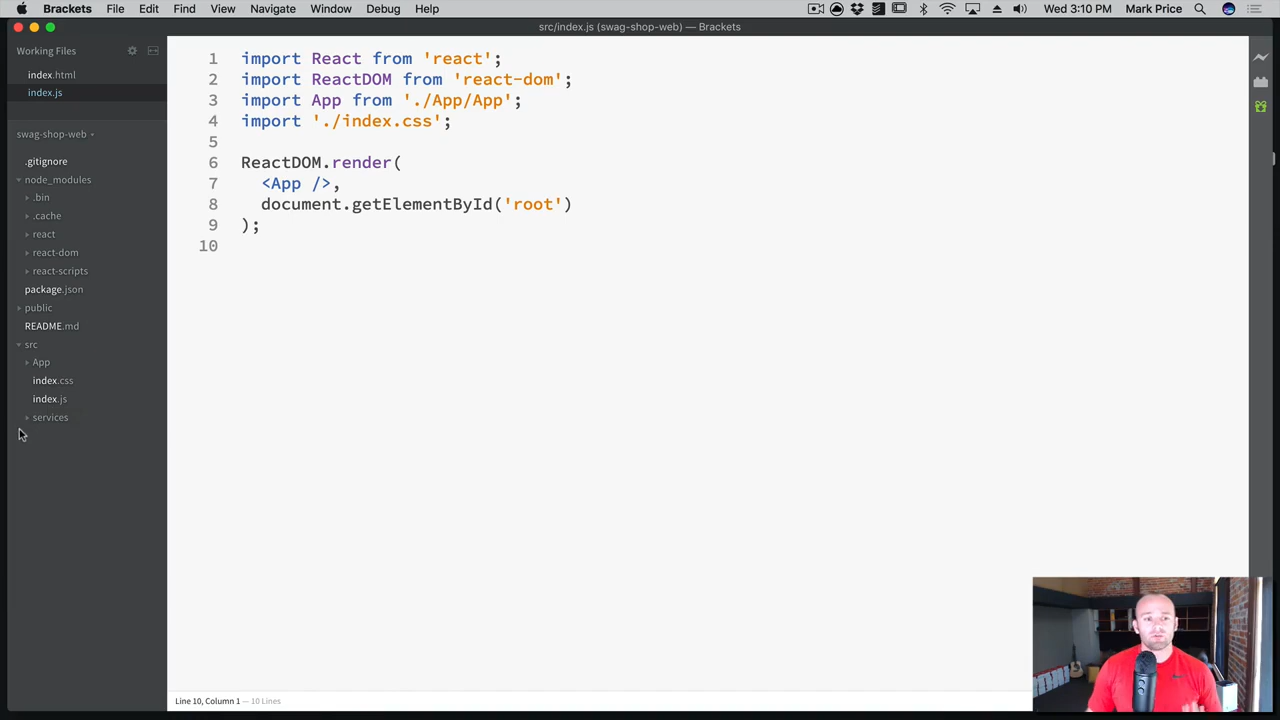 Brackets File Edit Find View Navigate Window Debug Help Wed 3:10 PM Mark Price
src/index.js (swag-shop-web) — Brackets
Working Files
index.html
index.js
swag-shop-web
.gitignore
node_modules
.bin
.cache
react
react-dom
react-scripts
package.json
public
README.md
src
App
index.css
index.js
services
1 import React from 'react';
2 import ReactDOM from 'react-dom';
3 import App from './App/App';
4 import './index.css';
5
6 ReactDOM.render(
7 <App />,
8 document.getElementById('root')
9 );
10
Line 10, Column 1 — 10 Lines